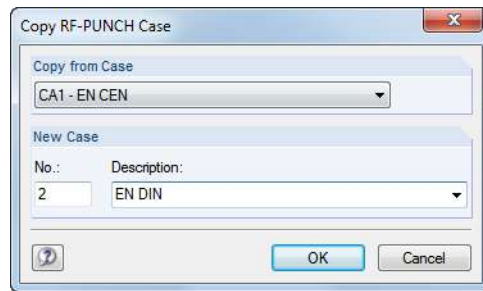 Copy RF-PUNCH Case
Copy from Case
CA1 - EN CEN
New Case
No.: Description:
2 EN DIN
OK Cancel